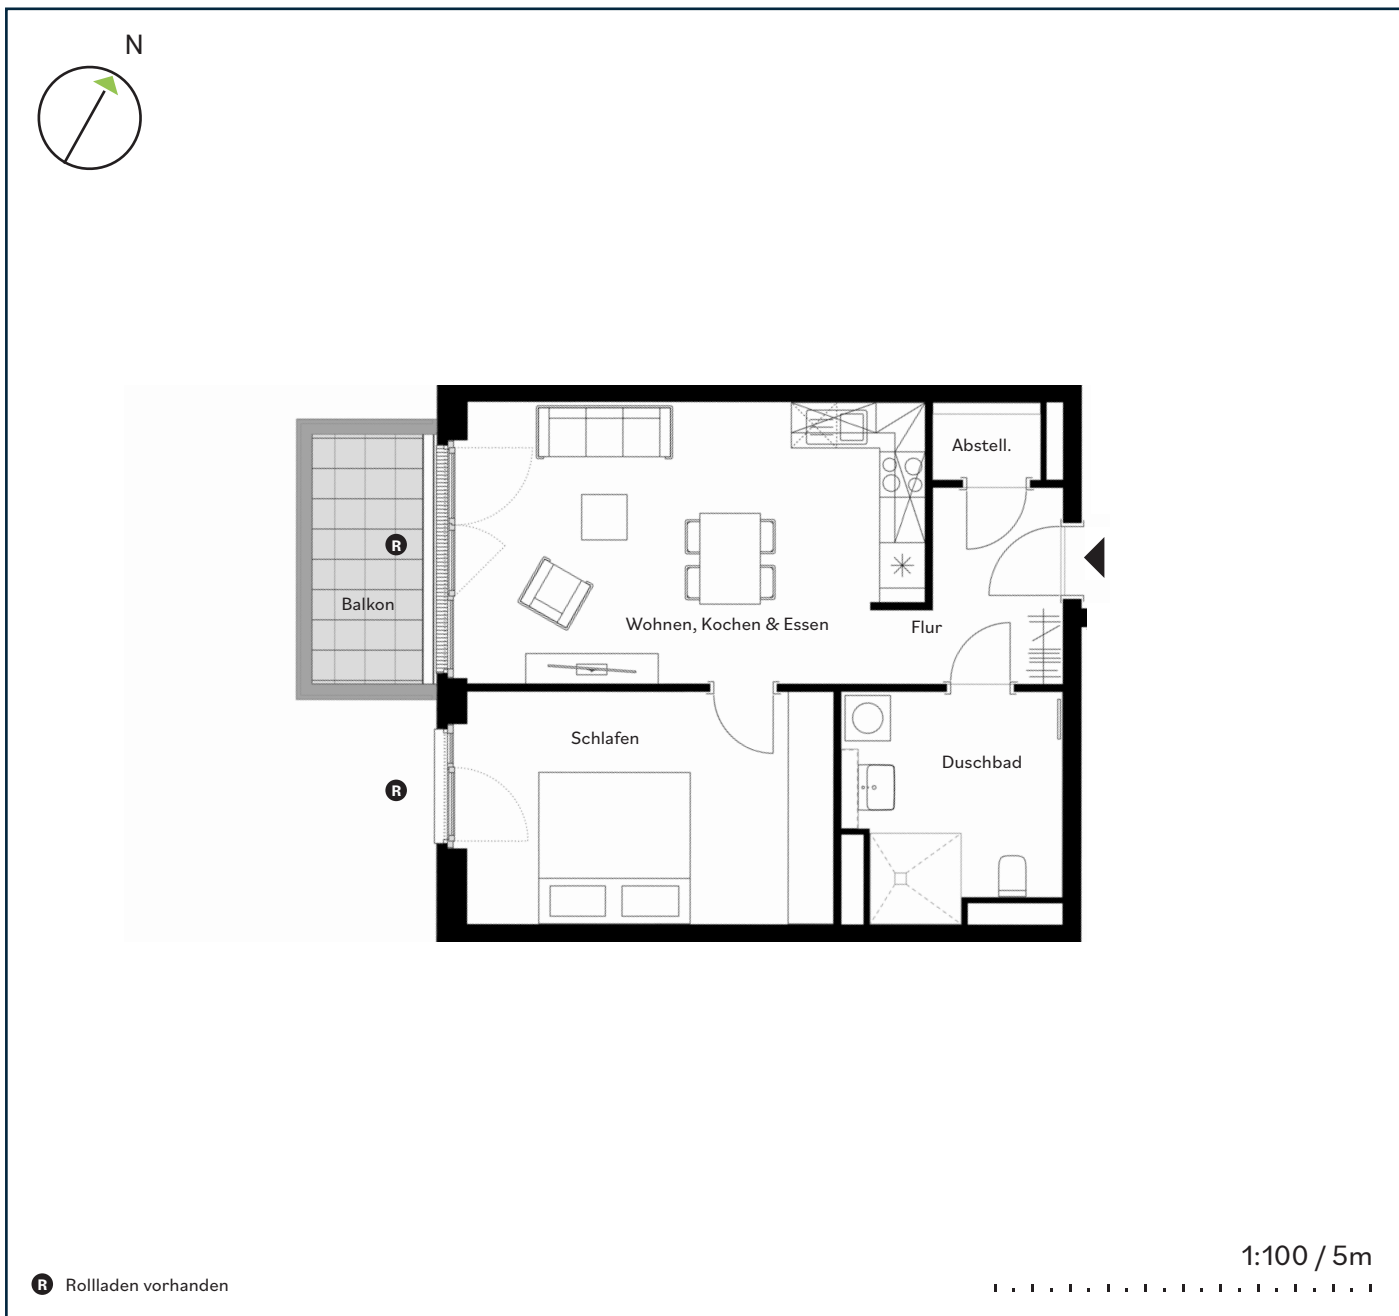 N
Abstell.
R
Balkon
Wohnen, Kochen & Essen
Flur
Schlafen
Duschbad
R
1:100 / 5m
R Rollladen vorhanden